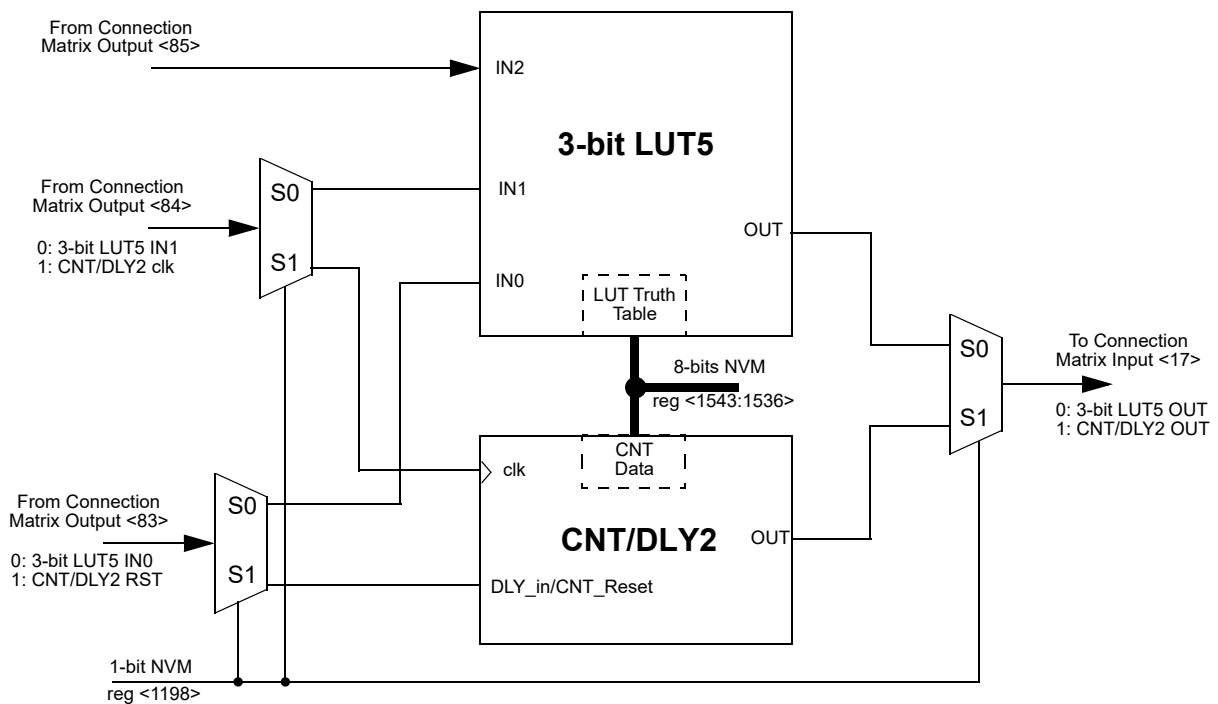 From Connection
Matrix Output <85>
IN2
3-bit LUT5
From Connection
Matrix Output <84>
0: 3-bit LUT5 IN1
1: CNT/DLY2 clk
S0
S1
IN1
IN0
OUT
LUT Truth
Table
8-bits NVM
reg <1543:1536>
S0
S1
To Connection
Matrix Input <17>
0: 3-bit LUT5 OUT
1: CNT/DLY2 OUT
CNT
Data
clk
CNT/DLY2
OUT
DLY_in/CNT_Reset
From Connection
Matrix Output <83>
0: 3-bit LUT5 IN0
1: CNT/DLY2 RST
S0
S1
1-bit NVM
reg <1198>